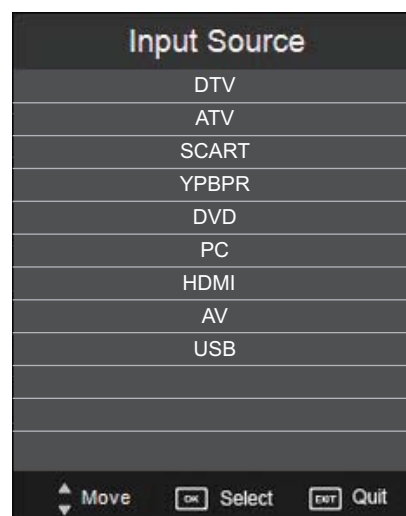 Input Source
DTV
ATV
SCART
YPBPR
DVD
PC
HDMI
AV
USB
Move OK Select EXIT Quit